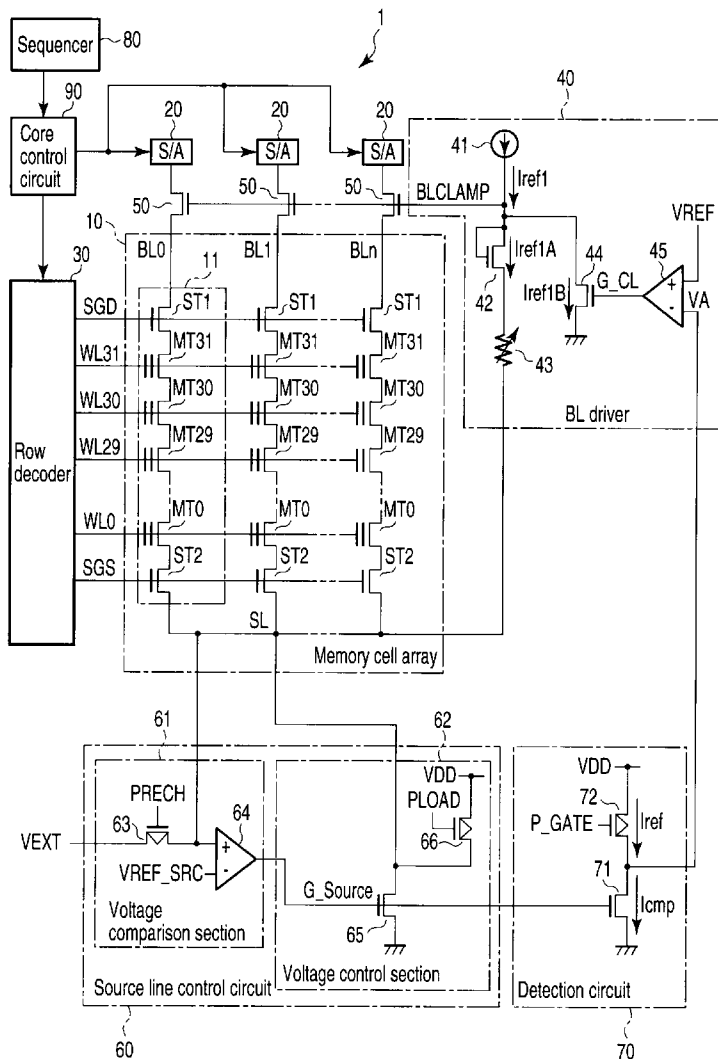 1
Sequencer
80
90
Core
control
circuit
20
20
20
S/A
S/A
S/A
40
41
Iref1
BLCLAMP
VREF
50
50
50
10
BL0
BL1
BLn
11
Iref1A
42
44
G_CL
45
VA
Iref1B
43
BL driver
30
Row
decoder
SGD
ST1
ST1
ST1
WL31
MT31
MT31
MT31
WL30
MT30
MT30
MT30
WL29
MT29
MT29
MT29
WL0
MT0
MT0
MT0
SGS
ST2
ST2
ST2
SL
Memory cell array
61
62
PRECH
VEXT
63
64
+
-
VREF_SRC
Voltage
comparison section
VDD
PLOAD
66
G_Source
65
Voltage control section
Source line control circuit
60
VDD
72
P_GATE
Iref
71
Icmp
Detection circuit
70
+
-